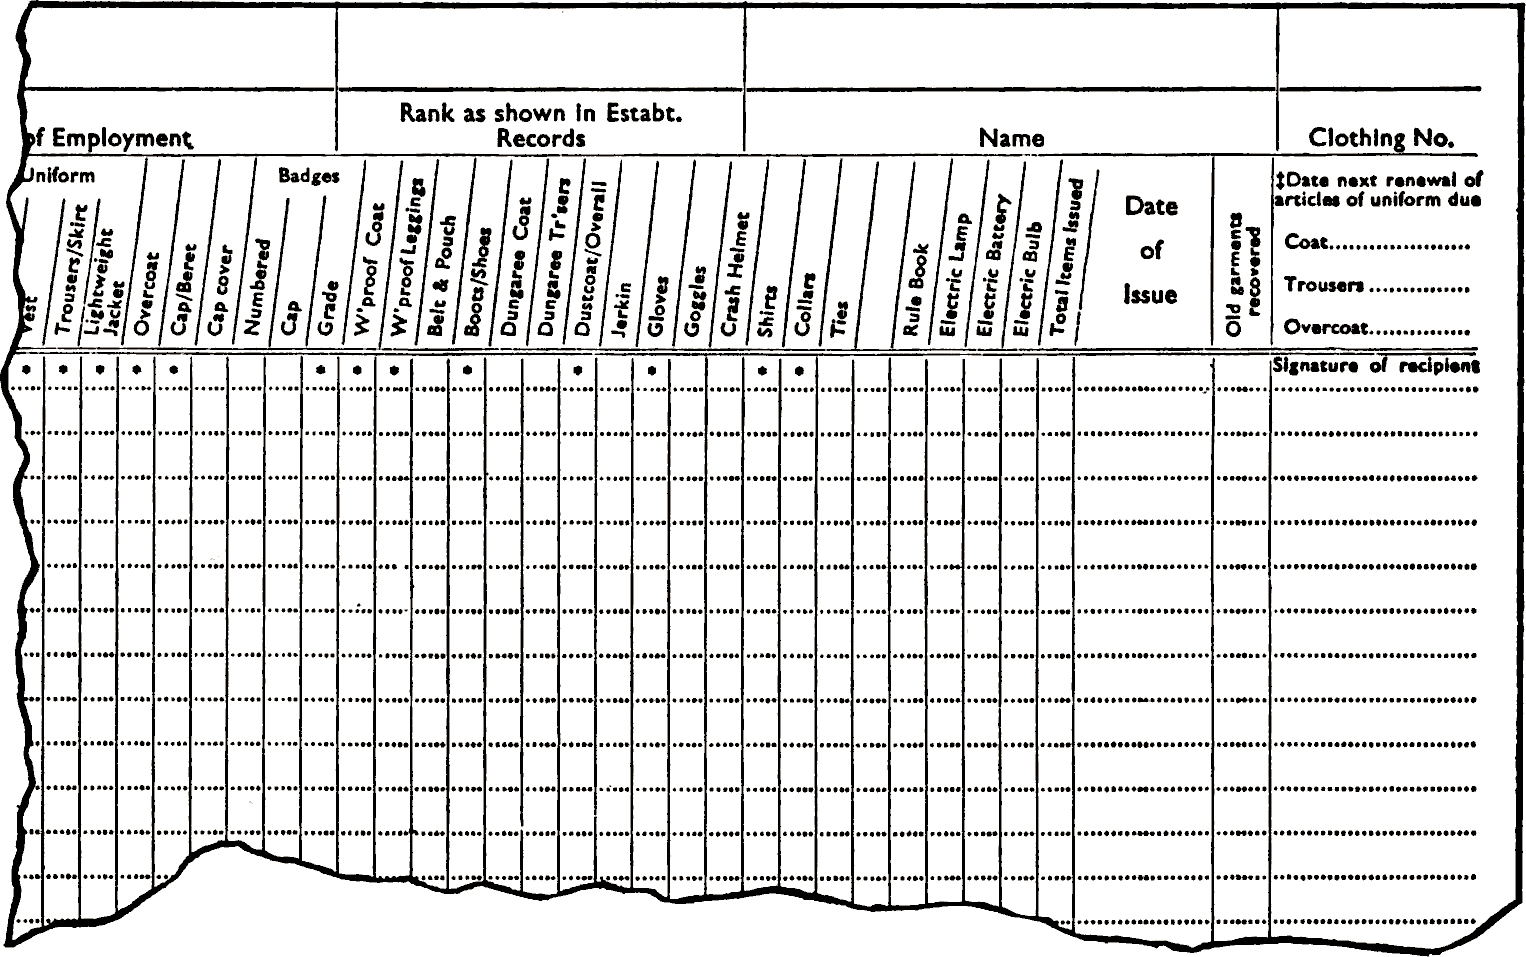 Rank as shown in Estabt.
of Employment
Records
Name
Clothing No.
Uniform
Badges
Vest
Trousers/Skirt
Lightweight
Jacket
Overcoat
Cap/Beret
Cap cover
Numbered
Cap
Grade
W'proof Coat
W'proof Leggings
Belt & Pouch
Boots/Shoes
Dungaree Coat
Dungaree Tr'sers
Dustcoat/Overall
Jerkin
Gloves
Goggles
Crash Helmet
Shirts
Collars
Ties
Rule Book
Electric Lamp
Electric Battery
Electric Bulb
Total Items Issued
Date
of
Issue
Old garments
recovered
‡Date next renewal of
articles of uniform due
Coat....................
Trousers..............
Overcoat..............
* * * * * * * * * * * * *
Signature of recipient